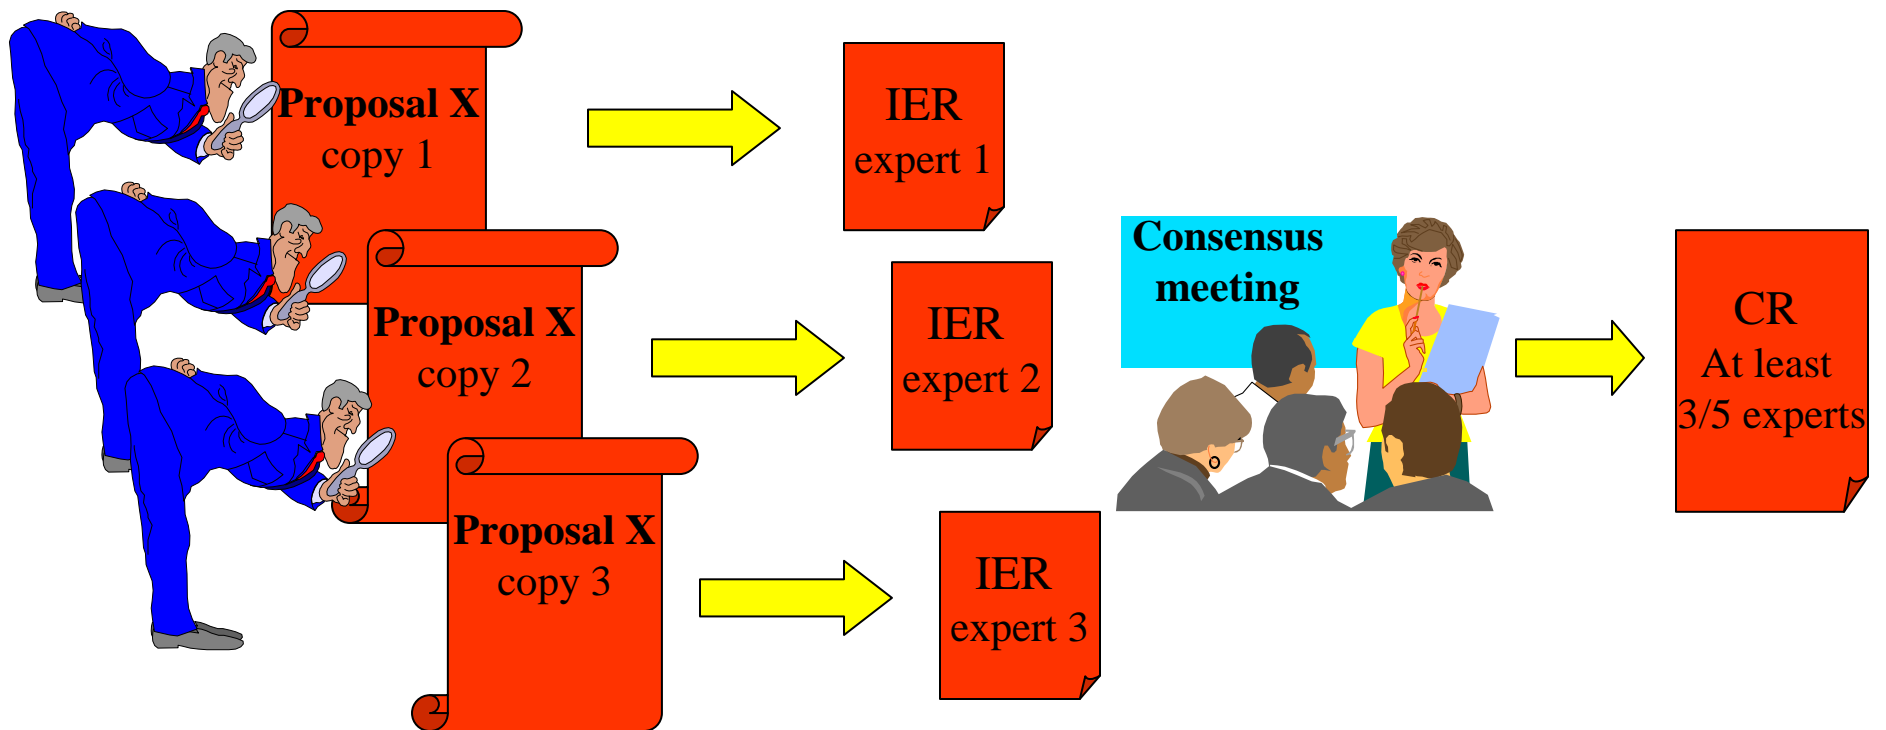 Proposal X
copy 1
IER
expert 1
Proposal X
copy 2
IER
expert 2
Proposal X
copy 3
IER
expert 3
Consensus
meeting
CR
At least
3/5 experts